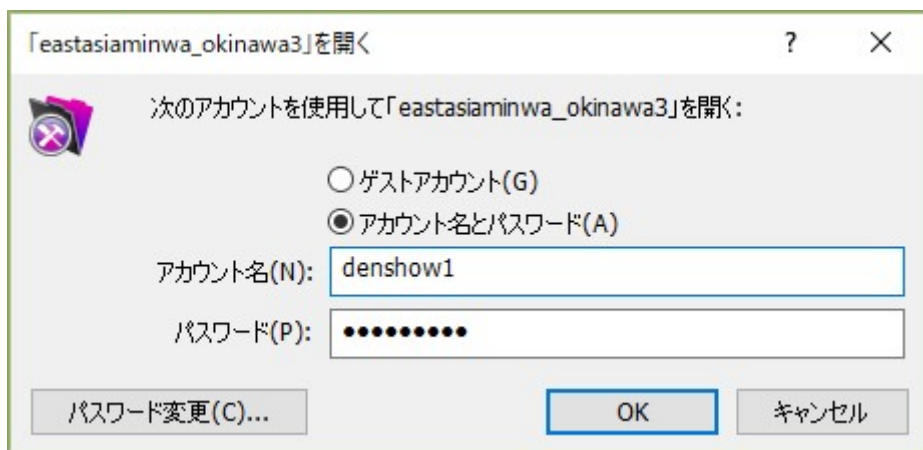 「eastasiaminwa_okinawa3」を開く
次のアカウントを使用して「eastasiaminwa_okinawa3」を開く:
ゲストアカウント(G)
アカウント名とパスワード(A)
アカウント名(N): denshow1
パスワード(P): ●●●●●●●●●
パスワード変更(C)... OK キャンセル